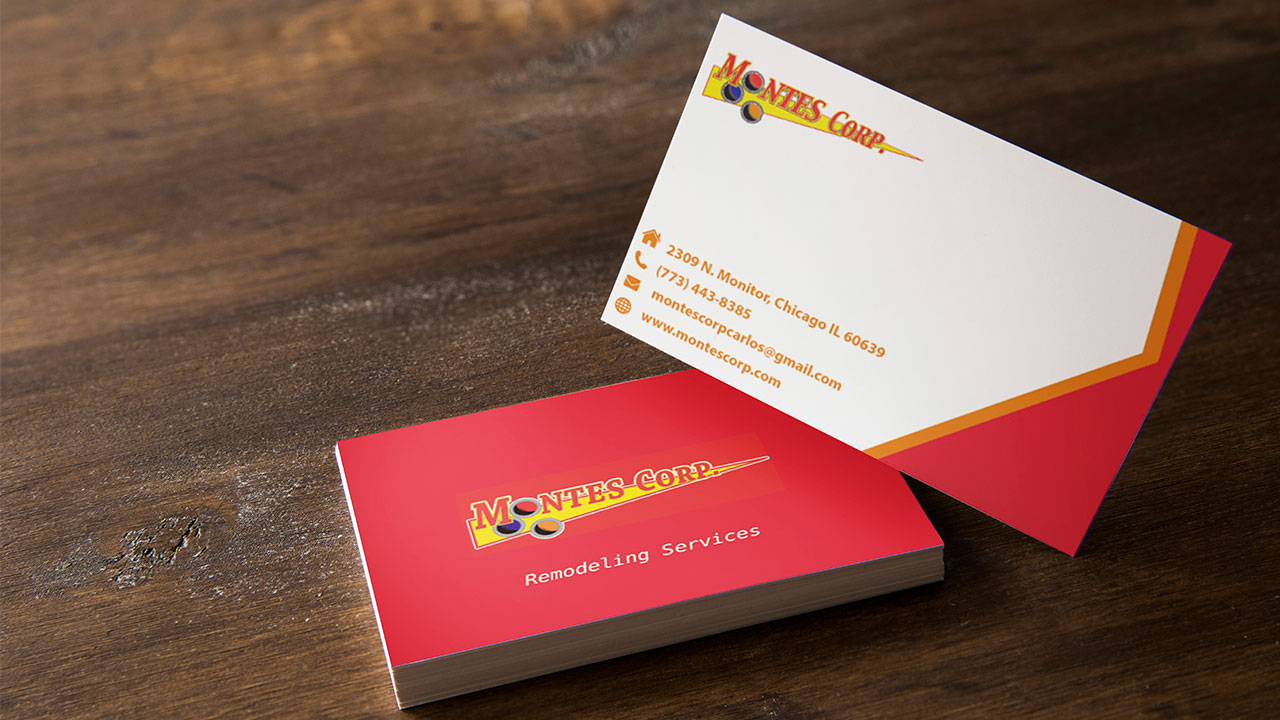 Montes Corp.
2309 N. Monitor, Chicago IL 60639
(773) 443-8385
montescorpcarlos@gmail.com
www.montescorp.com
Montes Corp.
Remodeling Services